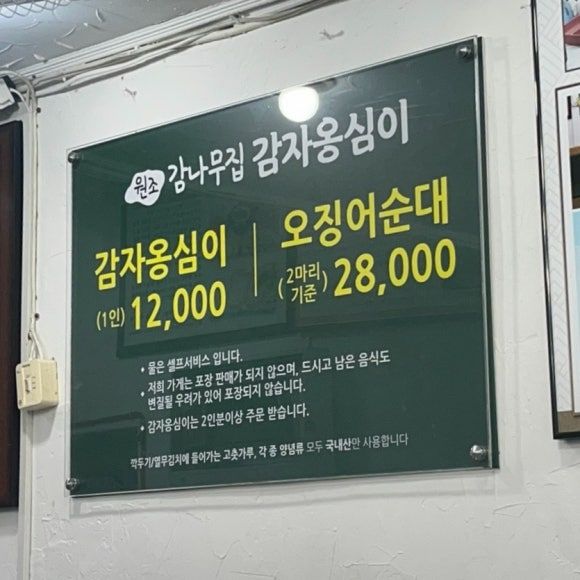 원조 감나무집 감자옹심이
감자옹심이
(1인) 12,000
오징어순대
(2마리 기준) 28,000
• 물은 셀프서비스 입니다.
• 저희 가게는 포장 판매가 되지 않으며, 드시고 남은 음식도
변질될 우려가 있어 포장되지 않습니다.
• 감자옹심이는 2인분이상 주문 받습니다.
깍두기/열무김치에 들어가는 고춧가루, 각 종 양념류 모두 국내산만 사용합니다